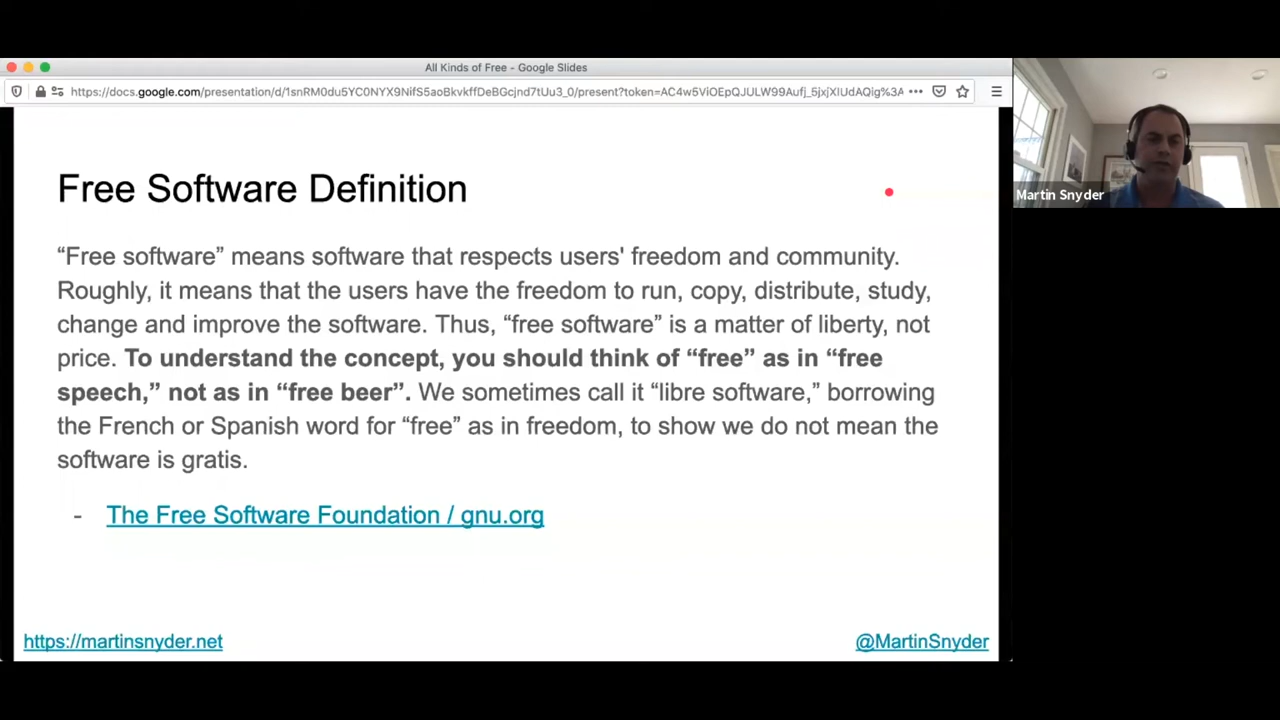 All Kinds of Free - Google Slides
https://docs.google.com/presentation/d/1snRM0du5YC0NYX9NifS5aoBkvkffDeBGcjnd7tUu3_0/present?token=AC4w5ViOEpQJULW99Aufj_5jxjXIUdAQig%3A
Martin Snyder
Free Software Definition
“Free software” means software that respects users' freedom and community.
Roughly, it means that the users have the freedom to run, copy, distribute, study,
change and improve the software. Thus, “free software” is a matter of liberty, not
price. To understand the concept, you should think of “free” as in “free
speech,” not as in “free beer”. We sometimes call it “libre software,” borrowing
the French or Spanish word for “free” as in freedom, to show we do not mean the
software is gratis.
- The Free Software Foundation / gnu.org
https://martinsnyder.net
@MartinSnyder